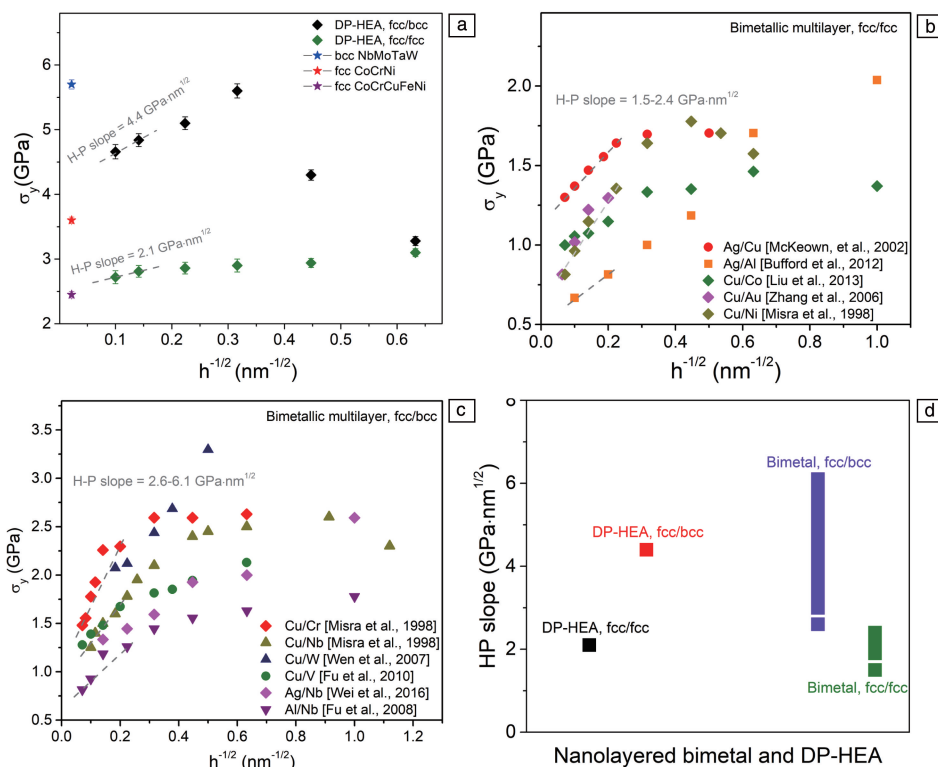 a
DP-HEA, fcc/bcc
DP-HEA, fcc/fcc
bcc NbMoTaW
fcc CoCrNi
fcc CoCrCuFeNi
H-P slope = 4.4 GPa·nm^1/2
H-P slope = 2.1 GPa·nm^1/2
6
5
4
3
2
σy(GPa)
0.1 0.2 0.3 0.4 0.5 0.6
h^-1/2 (nm^-1/2)
b
Bimetallic multilayer, fcc/fcc
H-P slope = 1.5-2.4 GPa·nm^1/2
2.0
1.5
1.0
0.5
σy (GPa)
Ag/Cu [McKeown, et al., 2002]
Ag/Al [Bufford et al., 2012]
Cu/Co [Liu et al., 2013]
Cu/Au [Zhang et al., 2006]
Cu/Ni [Misra et al., 1998]
0.0 0.2 0.4 0.6 0.8 1.0
h^-1/2 (nm^-1/2)
c
Bimetallic multilayer, fcc/bcc
H-P slope = 2.6-6.1 GPa·nm^1/2
3.5
3.0
2.5
2.0
1.5
1.0
0.5
σy (GPa)
Cu/Cr [Misra et al., 1998]
Cu/Nb [Misra et al., 1998]
Cu/W [Wen et al., 2007]
Cu/V [Fu et al., 2010]
Ag/Nb [Wei et al., 2016]
Al/Nb [Fu et al., 2008]
0.0 0.2 0.4 0.6 0.8 1.0 1.2
h^-1/2 (nm^-1/2)
d
8
6
4
2
0
HP slope (GPa·nm^1/2)
Bimetal, fcc/bcc
DP-HEA, fcc/bcc
DP-HEA, fcc/fcc
Bimetal, fcc/fcc
Nanolayered bimetal and DP-HEA